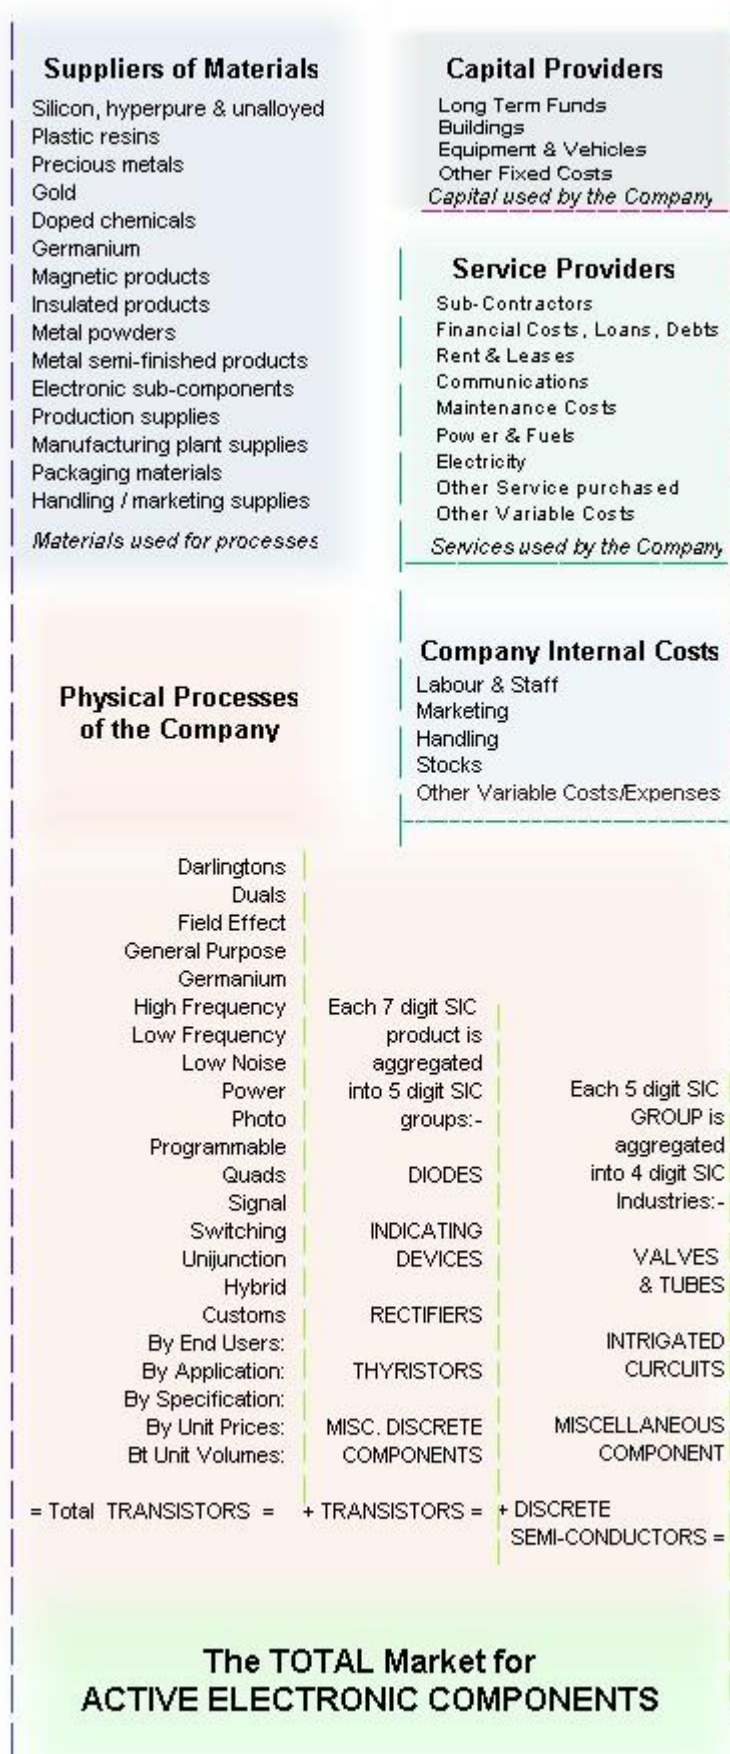 Suppliers of Materials
Silicon, hyperpure & unalloyed
Plastic resins
Precious metals
Gold
Doped chemicals
Germanium
Magnetic products
Insulated products
Metal powders
Metal semi-finished products
Electronic sub-components
Production supplies
Manufacturing plant supplies
Packaging materials
Handling / marketing supplies
Materials used for processes
Capital Providers
Long Term Funds
Buildings
Equipment & Vehicles
Other Fixed Costs
Capital used by the Company
Service Providers
Sub-Contractors
Financial Costs, Loans, Debts
Rent & Leases
Communications
Maintenance Costs
Power & Fuels
Electricity
Other Service purchased
Other Variable Costs
Services used by the Company
Physical Processes
of the Company
Company Internal Costs
Labour & Staff
Marketing
Handling
Stocks
Other Variable Costs/Expenses
Darlingtons
Duals
Field Effect
General Purpose
Germanium
High Frequency
Low Frequency
Low Noise
Power
Photo
Programmable
Quads
Signal
Switching
Unijunction
Hybrid
Customs
By End Users:
By Application:
By Specification:
By Unit Prices:
Bt Unit Volumes:
= Total TRANSISTORS =
Each 7 digit SIC
product is
aggregated
into 5 digit SIC
groups:-
DIODES
INDICATING
DEVICES
RECTIFIERS
THYRISTORS
MISC. DISCRETE
COMPONENTS
+ TRANSISTORS =
Each 5 digit SIC
GROUP is
aggregated
into 4 digit SIC
Industries:-
VALVES
& TUBES
INTRIGATED
CURCUITS
MISCELLANEOUS
COMPONENT
+ DISCRETE
SEMI-CONDUCTORS =
The TOTAL Market for
ACTIVE ELECTRONIC COMPONENTS